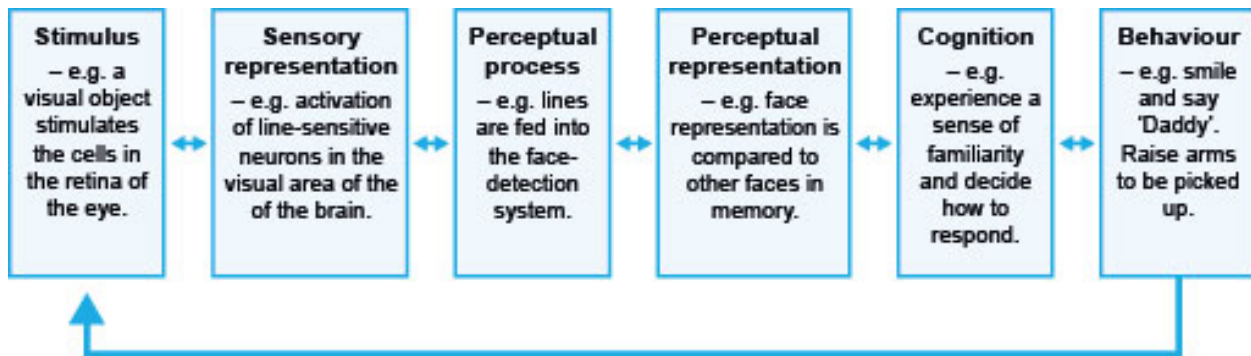 Stimulus
– e.g. a
visual object
stimulates
the cells in
the retina of
the eye.
Sensory
representation
– e.g. activation
of line-sensitive
neurons in the
visual area of the
of the brain.
Perceptual
process
– e.g. lines
are fed into
the face-
detection
system.
Perceptual
representation
– e.g. face
representation is
compared to
other faces in
memory.
Cognition
– e.g.
experience a
sense of
familiarity
and decide
how to
respond.
Behaviour
– e.g. smile
and say
'Daddy'.
Raise arms
to be picked
up.